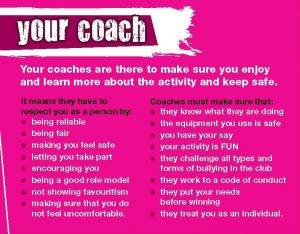 your coach
Your coaches are there to make sure you enjoy
and learn more about the activity and keep safe.
It means they have to
respect you as a person by:
• being reliable
• being fair
• making you feel safe
• letting you take part
• encouraging you
• being a good role model
• not showing favouritism
• making sure that you do
not feel uncomfortable.
Coaches must make sure that:
• they know what they are doing
• the equipment you use is safe
• you have your say
• your activity is FUN
• they challenge all types and
forms of bullying in the club
• they work to a code of conduct
• they put your needs
before winning
• they treat you as an individual.